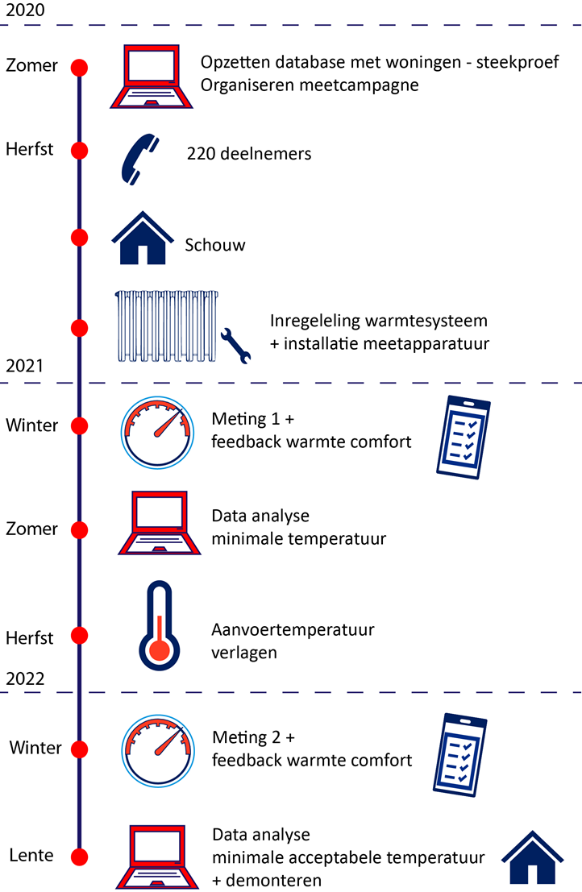 2020
Zomer
Opzetten database met woningen - steekproef
Organiseren meetcampagne
Herfst
220 deelnemers
Schouw
Inregeleling warmtesysteem
+ installatie meetapparatuur
2021
Winter
Meting 1 +
feedback warmte comfort
Zomer
Data analyse
minimale temperatuur
Herfst
Aanvoertemperatuur
verlagen
2022
Winter
Meting 2 +
feedback warmte comfort
Lente
Data analyse
minimale acceptabele temperatuur
+ demonteren